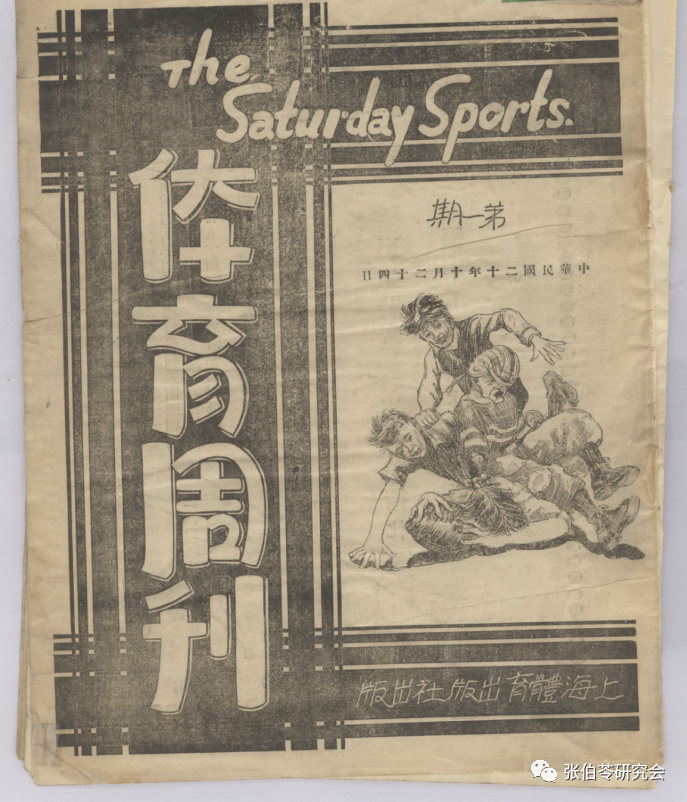 The
Saturday Sports.
体育周刊
苐一期
中華民國二十年十月二十四日
上海體育出版社出版
张伯苓研究会